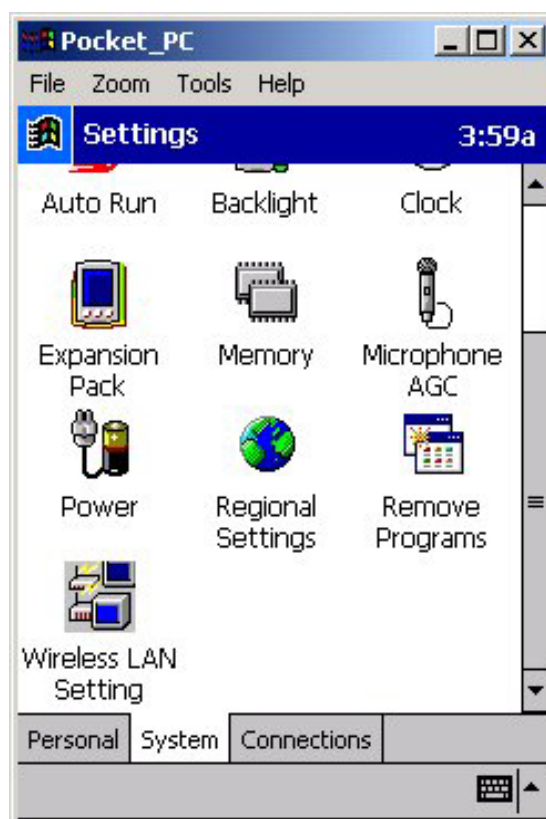 Pocket_PC
File Zoom Tools Help
Settings 3:59a
Auto Run Backlight Clock
Expansion Memory Microphone
Pack AGC
Power Regional Remove
Settings Programs
Wireless LAN
Setting
Personal System Connections